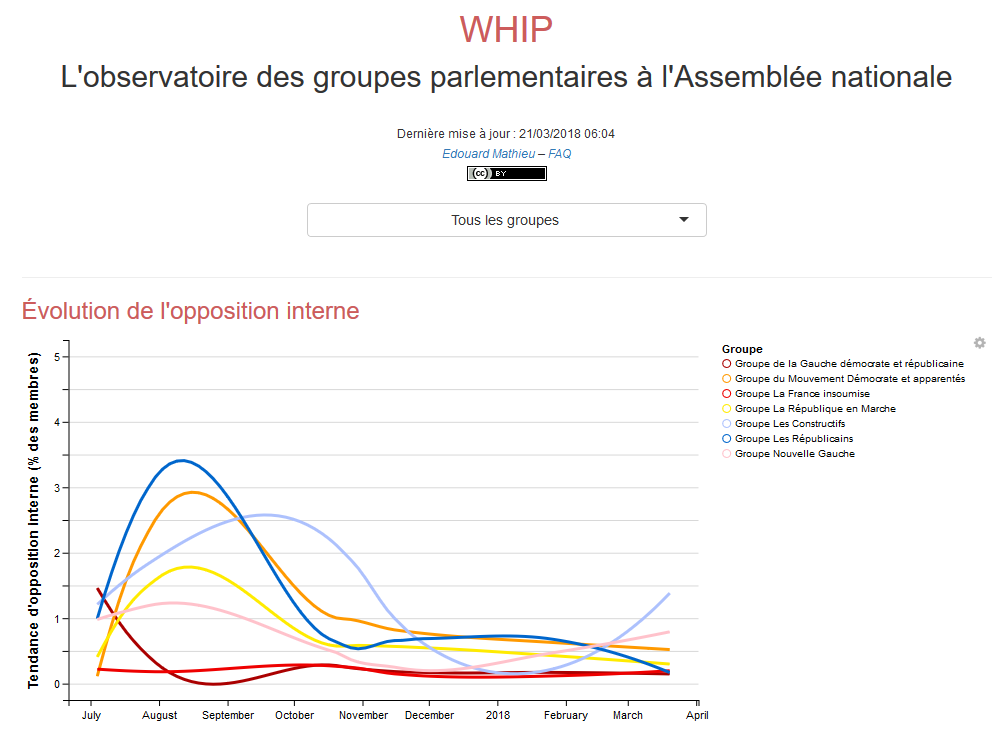 WHIP
L'observatoire des groupes parlementaires à l'Assemblée nationale
Dernière mise à jour : 21/03/2018 06:04
Edouard Mathieu – FAQ
(cc) BY
Tous les groupes
Évolution de l'opposition interne
Tendance d'opposition interne (% des membres)
5
4
3
2
1
0
July August September October November December 2018 February March April
Groupe
Groupe de la Gauche démocrate et républicaine
Groupe du Mouvement Démocrate et apparentés
Groupe La France insoumise
Groupe La République en Marche
Groupe Les Constructifs
Groupe Les Républicains
Groupe Nouvelle Gauche